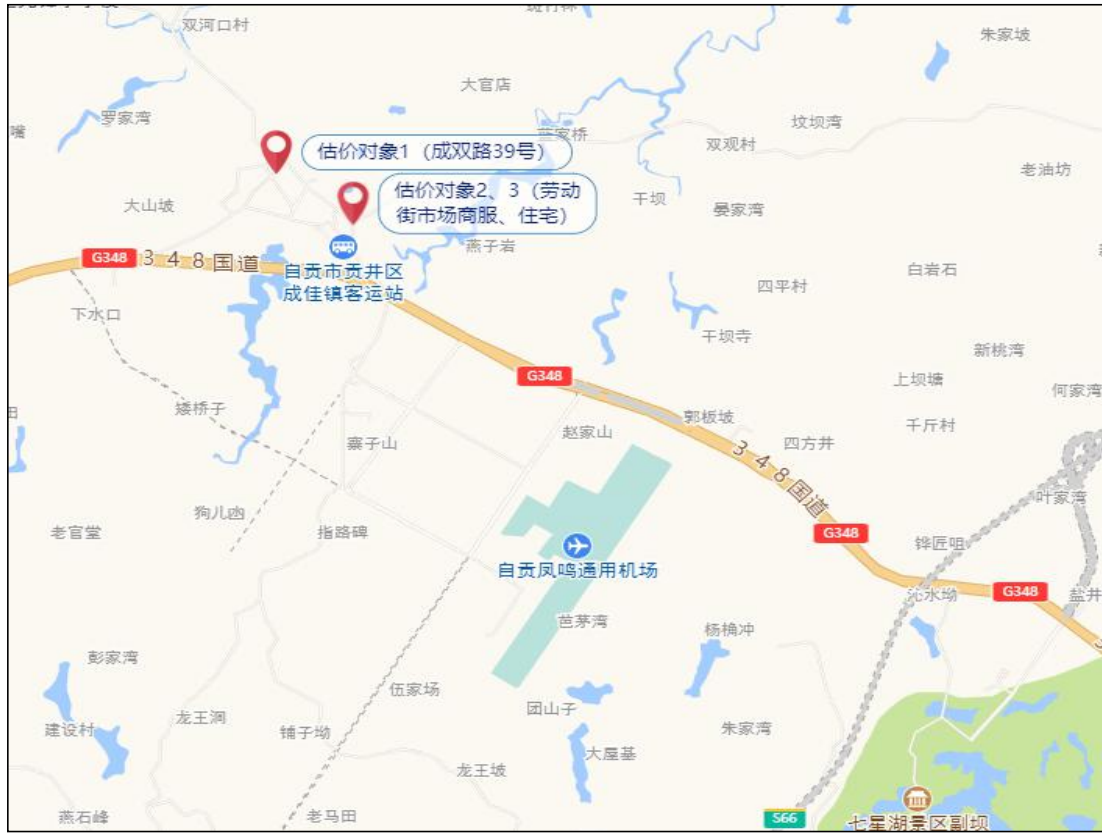 双河口村
朱家坡
大官店
罗家湾
嘴
坟坝湾
双观村
估价对象1（成双路39号）
老油坊
估价对象2、3（劳动
街市场商服、住宅）
干坝
晏家湾
大山坡
燕子岩
G348
348国道
自贡市贡井区
成佳镇客运站
白岩石
四平村
下水口
干坝寺
新桃湾
G348
上坝塘
何家湾
田
矮桥子
郭板坡
千斤村
赵家山
四方井
寨子山
348国道
叶家湾
狗儿凼
老官堂
指路碑
G348
铧匠咀
自贡凤鸣通用机场
G348
沁水坳
盐井
芭茅湾
杨桷冲
彭家湾
伍家场
团山子
龙王洞
建设村
铺子坳
朱家湾
大屋基
龙王坡
燕石峰
老马田
S66
七星湖景区副坝